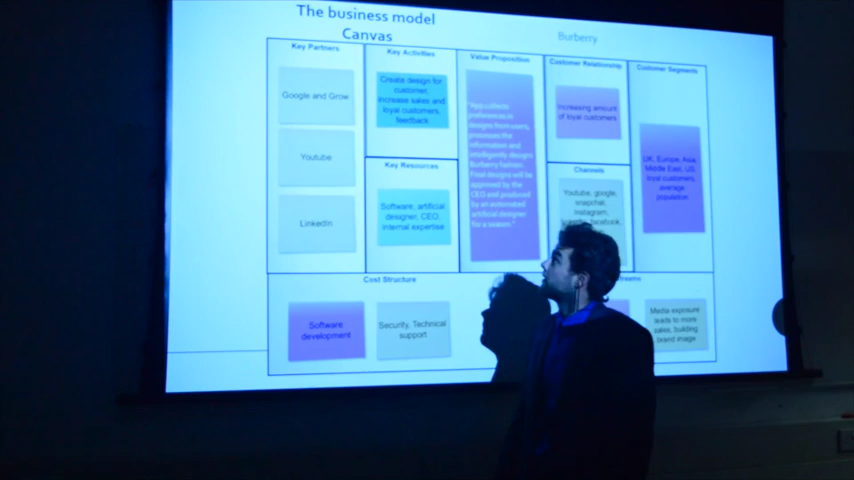 The business model
Canvas
Burberry
Key Partners
Google and Grow
Youtube
LinkedIn
Key Activities
Create design for
customer,
increase sales and
loyal customers,
feedback
Key Resources
Software, artificial
designer, CEO,
internal expertise
Value Proposition
preferences in
designs from users,
processes the
information and
intelligently designs
Burberry fashion.
Final designs will be
approved by the
CEO and produced
by an automated
artificial designer
for a season."
Customer Relationship
Increasing amount
of loyal customers
Channels
Youtube, google,
snapchat,
Instagram,
facebook,
Customer Segments
UK, Europe, Asia,
Middle East, US,
loyal customers,
average
population
Cost Structure
Software
development
Security, Technical
support
Media exposure
leads to more
sales, building
brand image